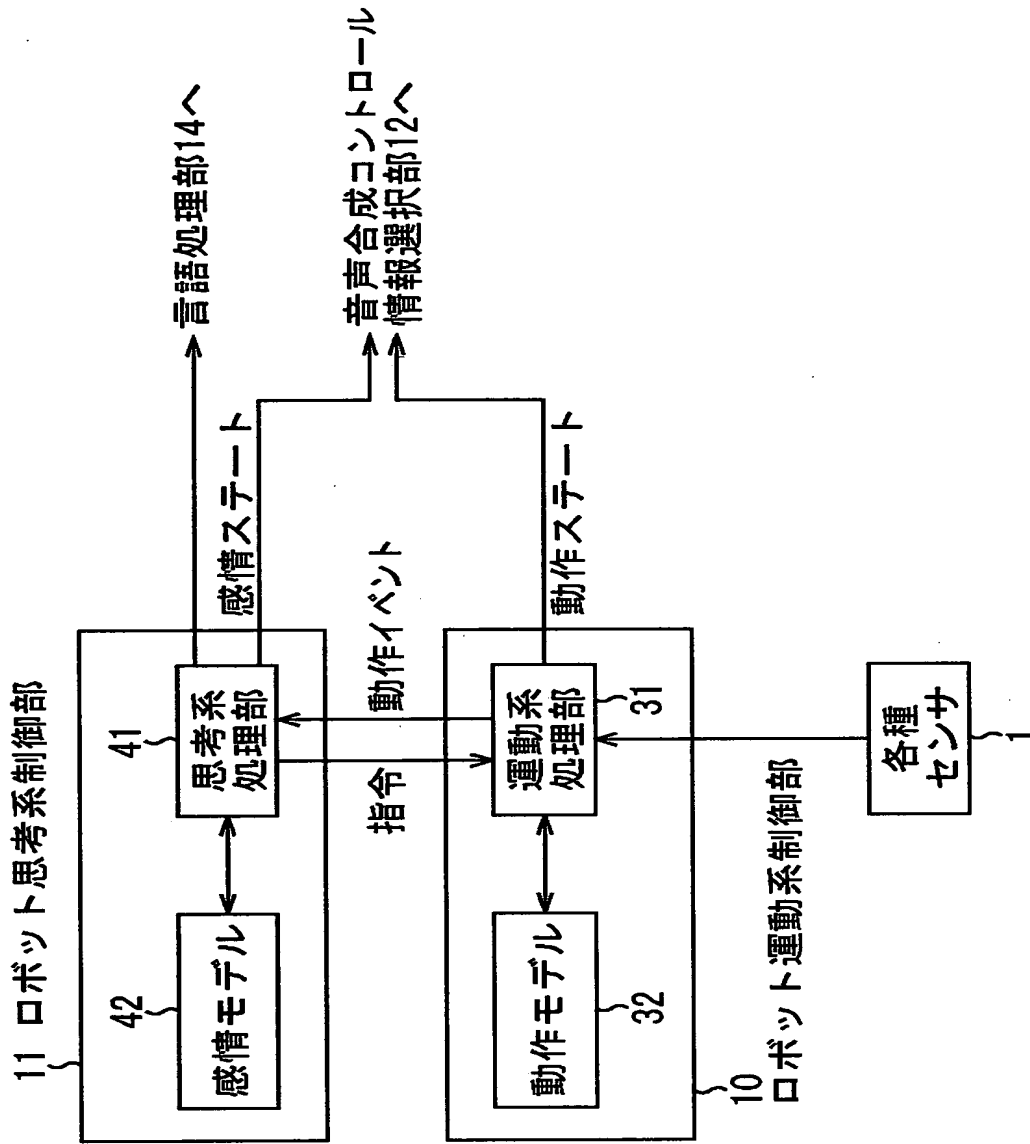 11 ロボット思考系制御部
42
感情モデル
41
思考系
処理部
感情ステート
言語処理部14へ
音声合成コントロール
情報選択部12へ
指令
動作イベント
32
動作モデル
31
運動系
処理部
動作ステート
10
ロボット運動系制御部
各種
センサ
1